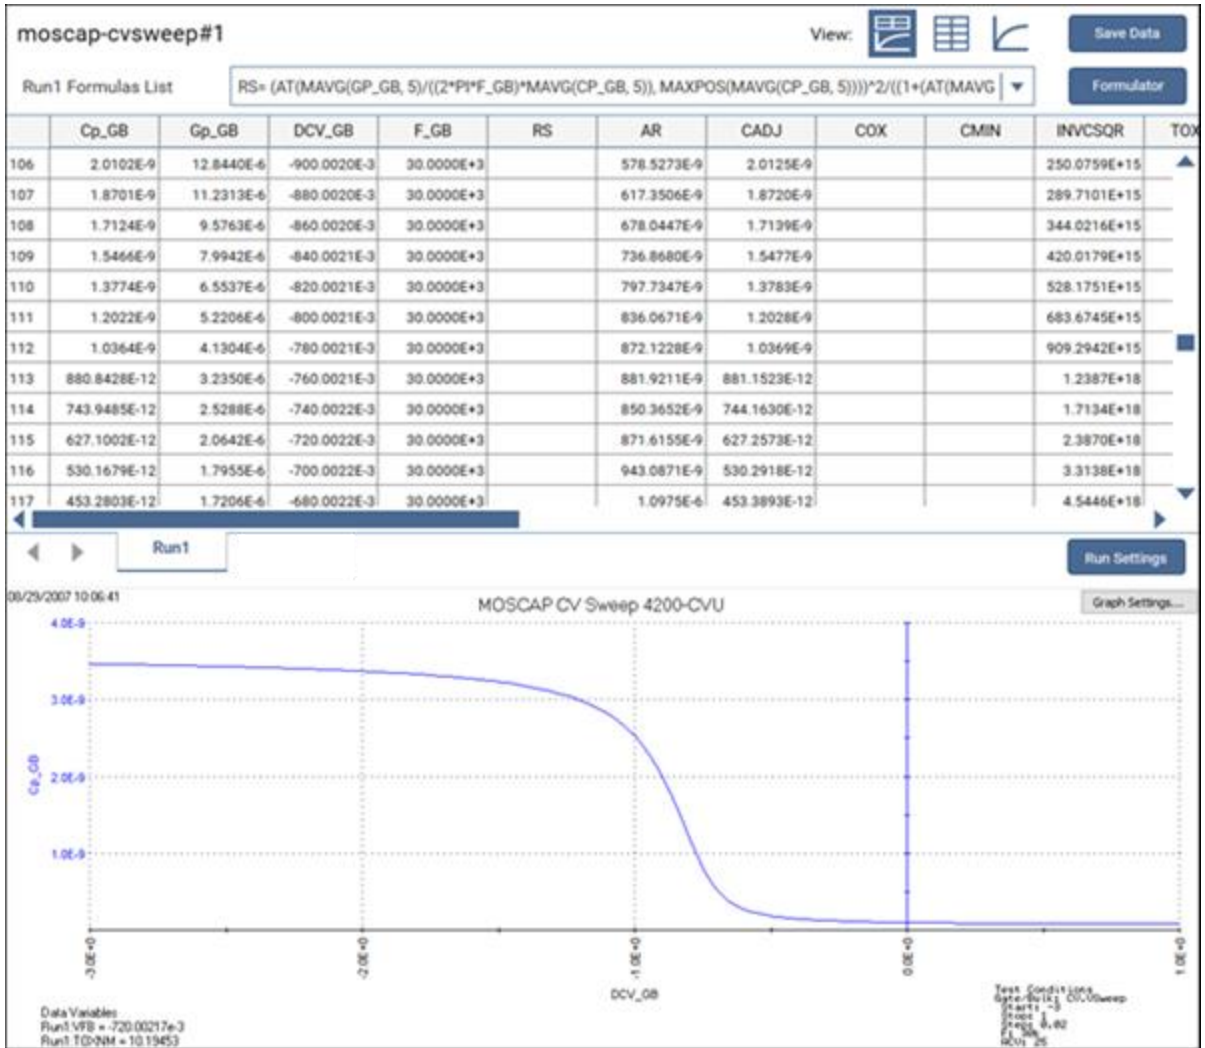 moscap-cvsweep#1 View: Save Data
Run1 Formulas List RS= (AT(MAVG(GP_GB, 5)/((2*PI*F_GB)*MAVG(CP_GB, 5)), MAXPOS(MAVG(CP_GB, 5))))^2/((1+(AT(MAVG Formulator
Cp_GB Gp_GB DCV_GB F_GB RS AR CADJ COX CMIN INVCSQR TOX
106 2.0102E-9 12.8440E-6 -900.0020E-3 30.0000E+3 578.5273E-9 2.0125E-9 250.0759E+15
107 1.8701E-9 11.2313E-6 -880.0020E-3 30.0000E+3 617.3506E-9 1.8720E-9 289.7101E+15
108 1.7124E-9 9.5763E-6 -860.0020E-3 30.0000E+3 678.0447E-9 1.7139E-9 344.0216E+15
109 1.5466E-9 7.9942E-6 -840.0021E-3 30.0000E+3 736.8680E-9 1.5477E-9 420.0179E+15
110 1.3774E-9 6.5537E-6 -820.0021E-3 30.0000E+3 797.7347E-9 1.3783E-9 528.1751E+15
111 1.2022E-9 5.2206E-6 -800.0021E-3 30.0000E+3 836.0671E-9 1.2028E-9 683.6745E+15
112 1.0364E-9 4.1304E-6 -780.0021E-3 30.0000E+3 872.1228E-9 1.0369E-9 909.2942E+15
113 880.8428E-12 3.2350E-6 -760.0021E-3 30.0000E+3 881.9211E-9 881.1523E-12 1.2387E+18
114 743.9485E-12 2.5288E-6 -740.0022E-3 30.0000E+3 850.3652E-9 744.1630E-12 1.7134E+18
115 627.1002E-12 2.0642E-6 -720.0022E-3 30.0000E+3 871.6155E-9 627.2573E-12 2.3870E+18
116 530.1679E-12 1.7955E-6 -700.0022E-3 30.0000E+3 943.0871E-9 530.2918E-12 3.3138E+18
117 453.2803E-12 1.7206E-6 -680.0022E-3 30.0000E+3 1.0975E-6 453.3893E-12 4.5446E+18
Run1 Run Settings
08/29/2007 10:06:41 MOSCAP CV Sweep 4200-CVU Graph Settings...
4.0E-9
3.0E-9
2.0E-9
1.0E-9
Cp_GB
-3.0E+0 -2.0E+0 -1.0E+0 0.0E+0 1.0E+0
DCV_GB
Data Variables
Run1:VFB = -720.00217e-3
Run1:TOXNM = 10.19453
Test Conditions
Gate/Bulk: CV.VSweep
Start: -3
Stop: 1
Step: 0.02
ACV: 25